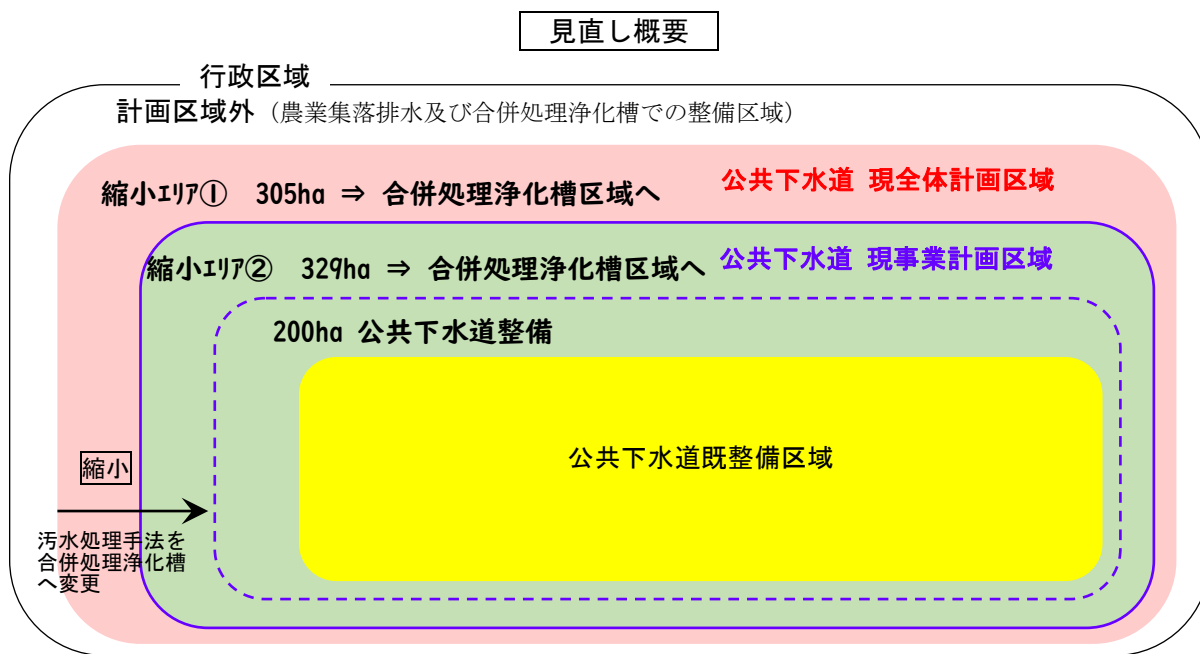 見直し概要
行政区域
計画区域外（農業集落排水及び合併処理浄化槽での整備区域）
縮小ｴﾘｱ① 305ha ⇒ 合併処理浄化槽区域へ 公共下水道 現全体計画区域
縮小ｴﾘｱ② 329ha ⇒ 合併処理浄化槽区域へ 公共下水道 現事業計画区域
200ha 公共下水道整備
公共下水道既整備区域
縮小
汚水処理手法を
合併処理浄化槽
へ変更